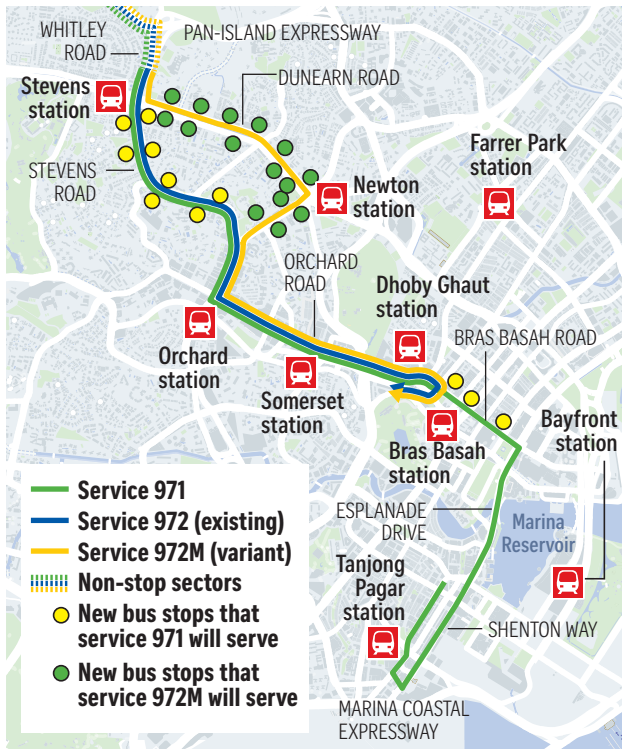 WHITLEY
ROAD
PAN-ISLAND EXPRESSWAY
DUNEARN ROAD
Stevens
station
Farrer Park
station
STEVENS
ROAD
Newton
station
ORCHARD
ROAD
Dhoby Ghaut
station
BRAS BASAH ROAD
Orchard
station
Somerset
station
Bras Basah
station
Bayfront
station
Service 971
Service 972 (existing)
Service 972M (variant)
Non-stop sectors
New bus stops that
service 971 will serve
New bus stops that
service 972M will serve
ESPLANADE
DRIVE
Marina
Reservoir
Tanjong
Pagar
station
SHENTON WAY
MARINA COASTAL
EXPRESSWAY